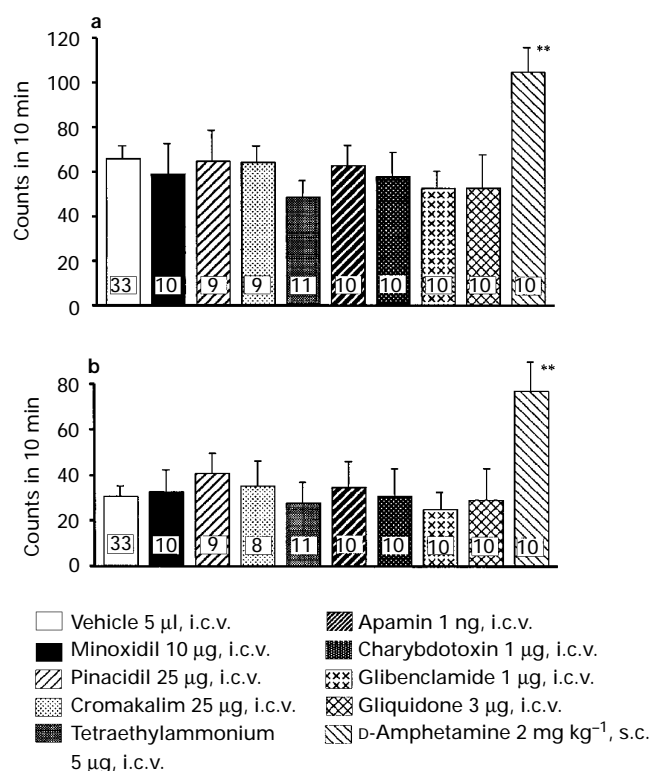 a
120
100
80
60
40
20
0
Counts in 10 min
**
33 10 9 9 11 10 10 10 10 10
b
80
60
40
20
0
Counts in 10 min
**
33 10 9 8 11 10 10 10 10 10
Vehicle 5 µl, i.c.v.
Minoxidil 10 µg, i.c.v.
Pinacidil 25 µg, i.c.v.
Cromakalim 25 µg, i.c.v.
Tetraethylammonium
5 µg, i.c.v.
Apamin 1 ng, i.c.v.
Charybdotoxin 1 µg, i.c.v.
Glibenclamide 1 µg, i.c.v.
Gliquidone 3 µg, i.c.v.
D-Amphetamine 2 mg kg⁻¹, s.c.